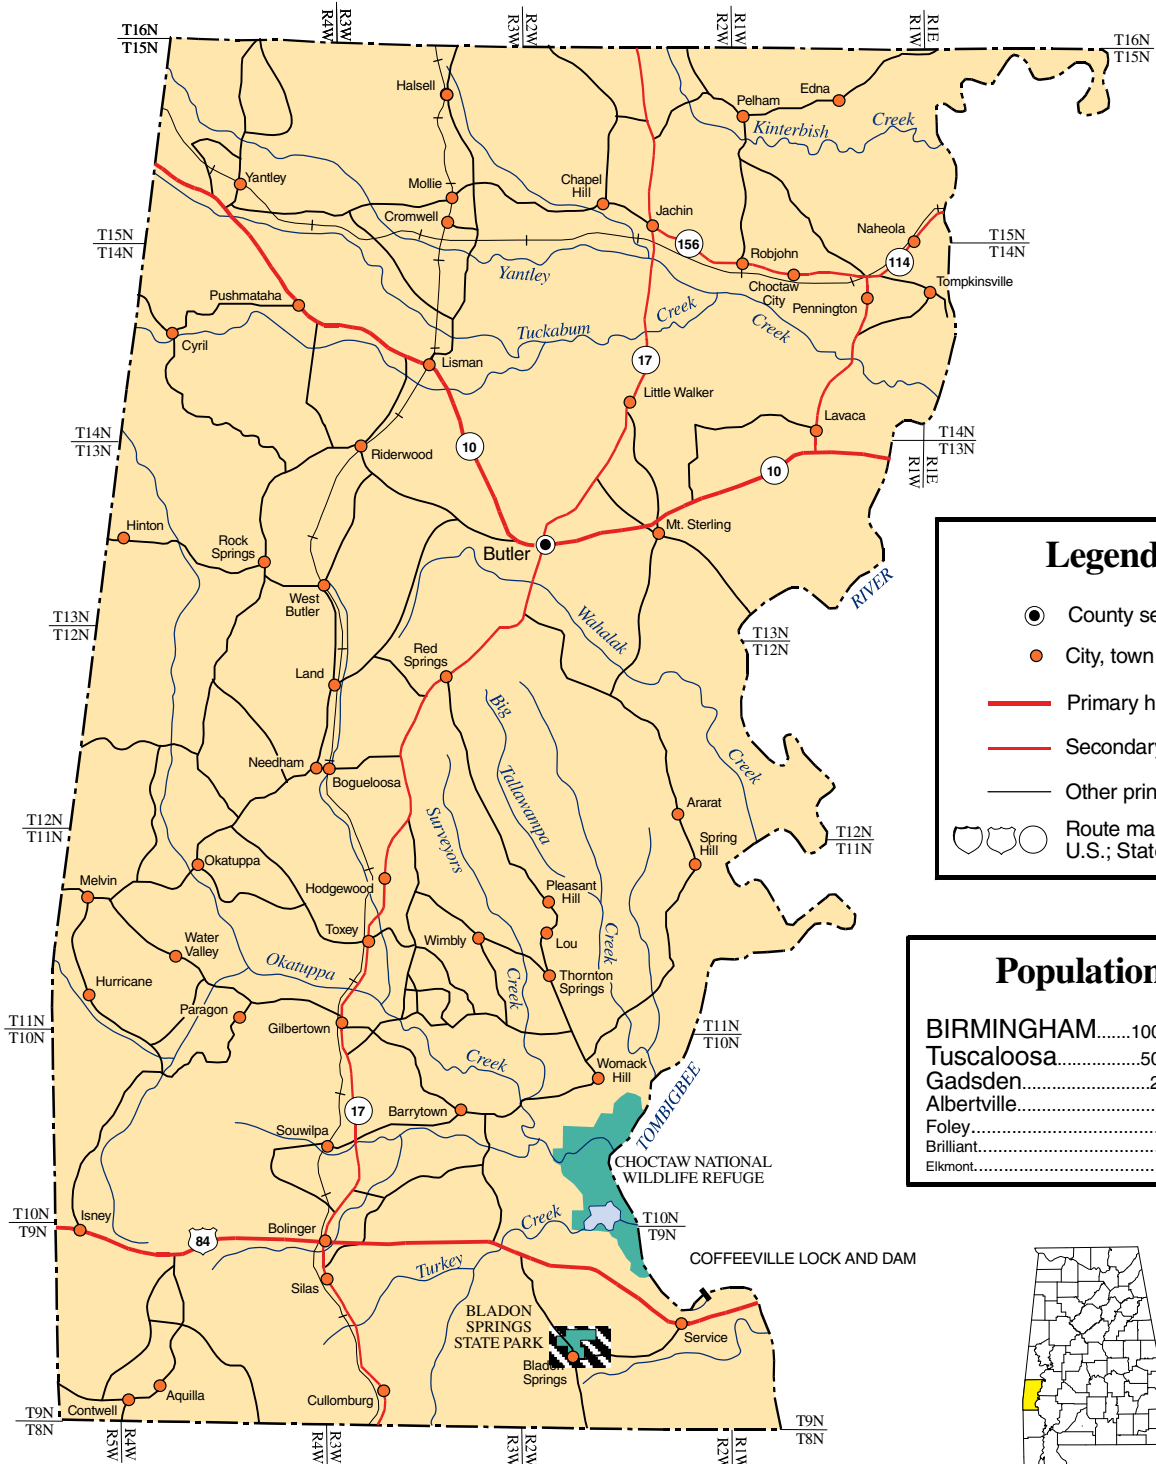 T16N
T15N
R4W
R3W
R3W
R2W
R2W
R1W
R1W
R1E
T16N
T15N
Halsell
Edna
Pelham
Kinterbish
Creek
Yantley
Mollie
Chapel
Hill
Cromwell
Jachin
156
Naheola
T15N
T14N
Robjohn
114
T15N
T14N
Yantley
Choctaw
City
Tompkinsville
Pushmataha
Creek
Pennington
Tuckabum
Creek
Cyril
17
Lisman
Little Walker
Lavaca
T14N
T13N
10
Riderwood
10
T14N
T13N
R1W
R1E
Hinton
Rock
Springs
Mt. Sterling
Butler
West
Butler
RIVER
Wahalak
T13N
T12N
Red
Springs
T13N
T12N
Land
Big
Needham
Bogueloosa
Tallawampa
Creek
Ararat
Surveyors
T12N
T11N
Spring
Hill
T12N
T11N
Okatuppa
Melvin
Hodgewood
Pleasant
Hill
Toxey
Wimbly
Lou
Creek
Water
Valley
Okatuppa
Thornton
Springs
Hurricane
Creek
Paragon
Gilbertown
T11N
T10N
T11N
T10N
Creek
Womack
Hill
17
Barrytown
TOMBIGBEE
Souwilpa
CHOCTAW NATIONAL
WILDLIFE REFUGE
Isney
T10N
T9N
Bolinger
Creek
T10N
T9N
84
Turkey
COFFEEVILLE LOCK AND DAM
Silas
BLADON
SPRINGS
STATE PARK
Service
Bladon
Springs
Aquilla
Contwell
Cullomburg
T9N
T8N
R5W
R4W
R4W
R3W
R3W
R2W
R2W
R1W
T9N
T8N
Legend
County se
City, town
Primary h
Secondary
Other prin
Route ma
U.S.; State
Population
BIRMINGHAM.......100
Tuscaloosa................50
Gadsden.........................2
Albertville...........................
Foley....................................
Brilliant..................................
Elkmont...................................